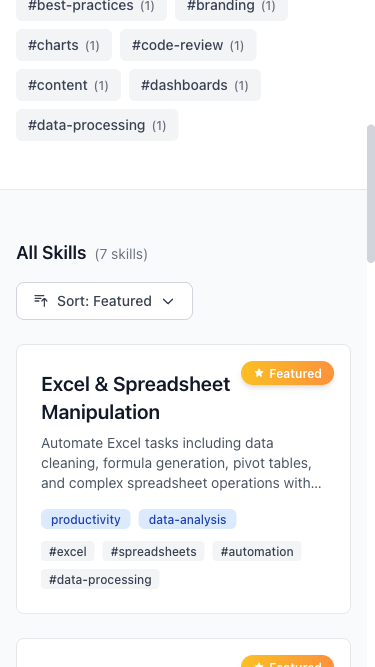 #best-practices (1) #branding (1)
#charts (1) #code-review (1)
#content (1) #dashboards (1)
#data-processing (1)
All Skills (7 skills)
Sort: Featured
Featured
Excel & Spreadsheet
Manipulation
Automate Excel tasks including data
cleaning, formula generation, pivot tables,
and complex spreadsheet operations with…
productivity data-analysis
#excel #spreadsheets #automation
#data-processing
Featured